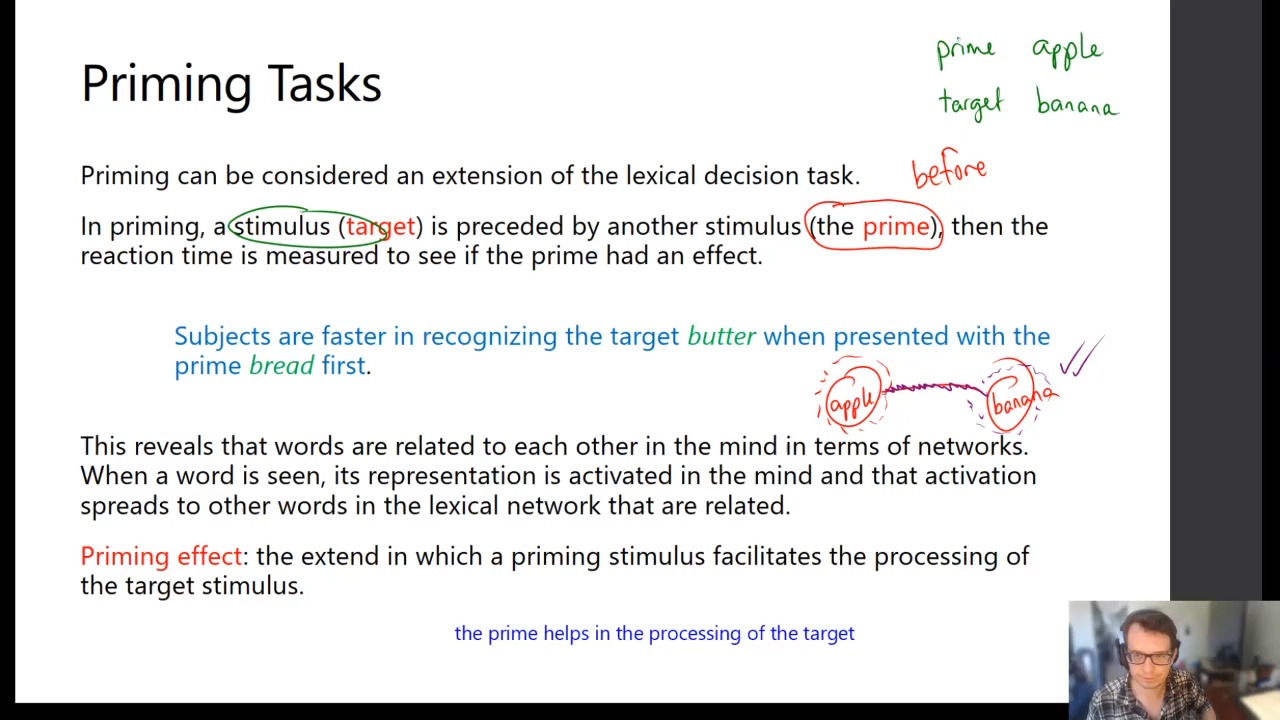 prime apple
target banana
Priming Tasks
Priming can be considered an extension of the lexical decision task.
before
In priming, a stimulus (target) is preceded by another stimulus (the prime), then the
reaction time is measured to see if the prime had an effect.
Subjects are faster in recognizing the target butter when presented with the
prime bread first.
apple banana
This reveals that words are related to each other in the mind in terms of networks.
When a word is seen, its representation is activated in the mind and that activation
spreads to other words in the lexical network that are related.
Priming effect: the extend in which a priming stimulus facilitates the processing of
the target stimulus.
the prime helps in the processing of the target